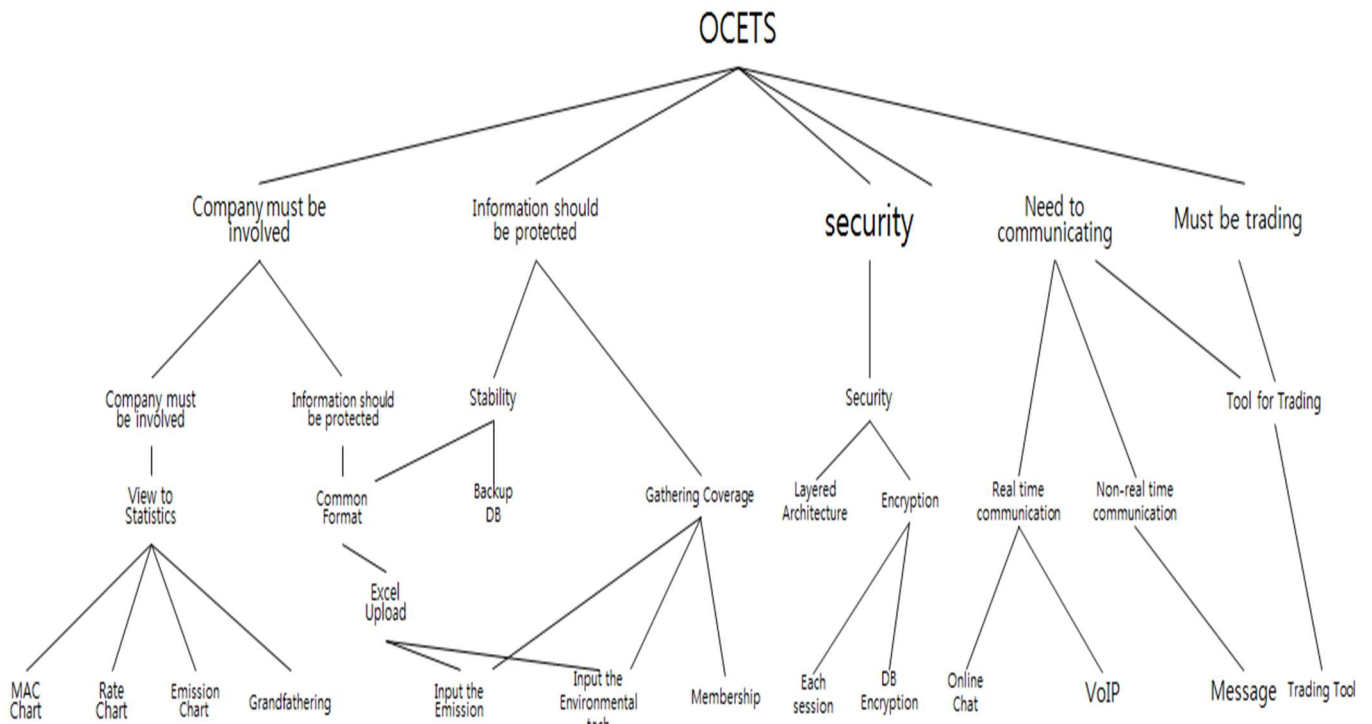 OCETS
Company must be
involved
Information should
be protected
security
Need to
communicating
Must be trading
Company must
be involved
Information should
be protected
Stability
Security
Tool for Trading
View to
Statistics
Common
Format
Backup
DB
Gathering Coverage
Layered
Architecture
Encryption
Real time
communication
Non-real time
communication
Excel
Upload
MAC
Chart
Rate
Chart
Emission
Chart
Grandfathering
Input the
Emission
Input the
Environmental
tech
Membership
Each
session
DB
Encryption
Online
Chat
VoIP
Message
Trading Tool